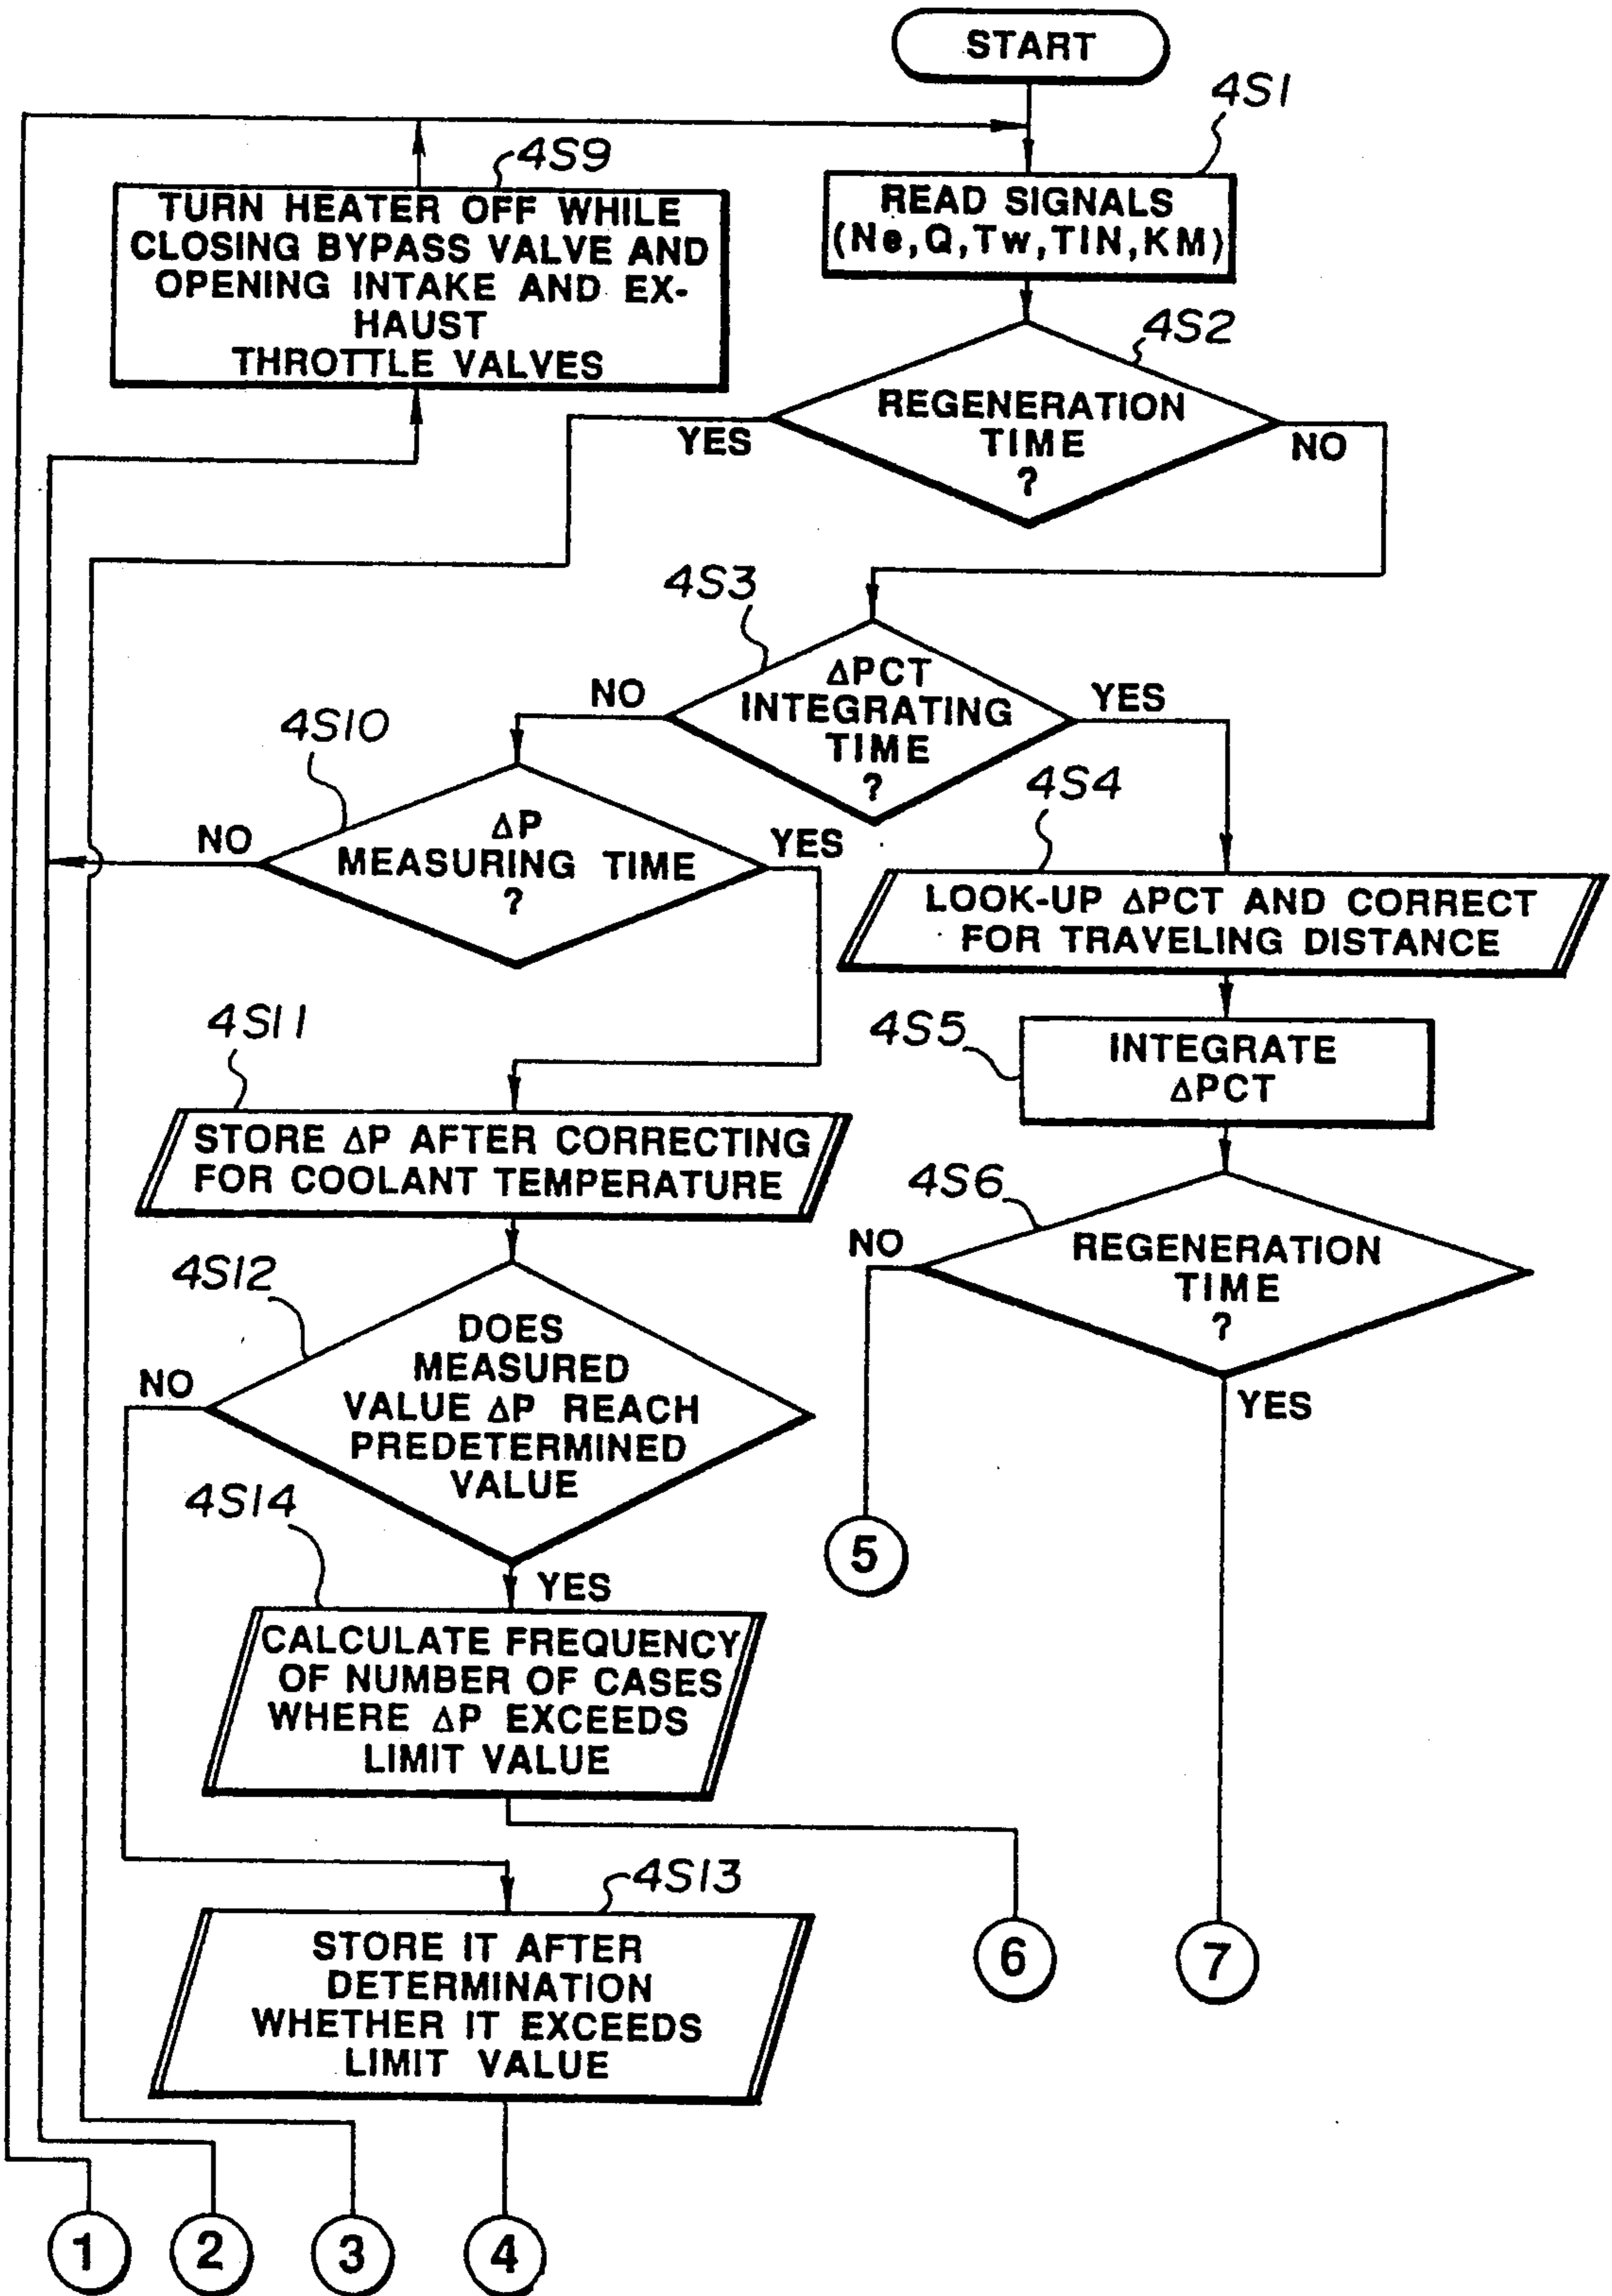 START
4S1
READ SIGNALS
(Ne,Q,Tw,TIN,KM)
4S9
TURN HEATER OFF WHILE
CLOSING BYPASS VALVE AND
OPENING INTAKE AND EX-
HAUST
THROTTLE VALVES
4S2
REGENERATION
TIME
?
YES
NO
4S3
ΔPCT
INTEGRATING
TIME
?
NO
YES
4S10
ΔP
MEASURING TIME
?
NO
YES
4S4
LOOK-UP ΔPCT AND CORRECT
FOR TRAVELING DISTANCE
4S5
INTEGRATE
ΔPCT
4S11
STORE ΔP AFTER CORRECTING
FOR COOLANT TEMPERATURE
4S6
REGENERATION
TIME
?
NO
YES
4S12
DOES
MEASURED
VALUE ΔP REACH
PREDETERMINED
VALUE
NO
YES
4S14
CALCULATE FREQUENCY
OF NUMBER OF CASES
WHERE ΔP EXCEEDS
LIMIT VALUE
5
4S13
STORE IT AFTER
DETERMINATION
WHETHER IT EXCEEDS
LIMIT VALUE
6
7
1
2
3
4